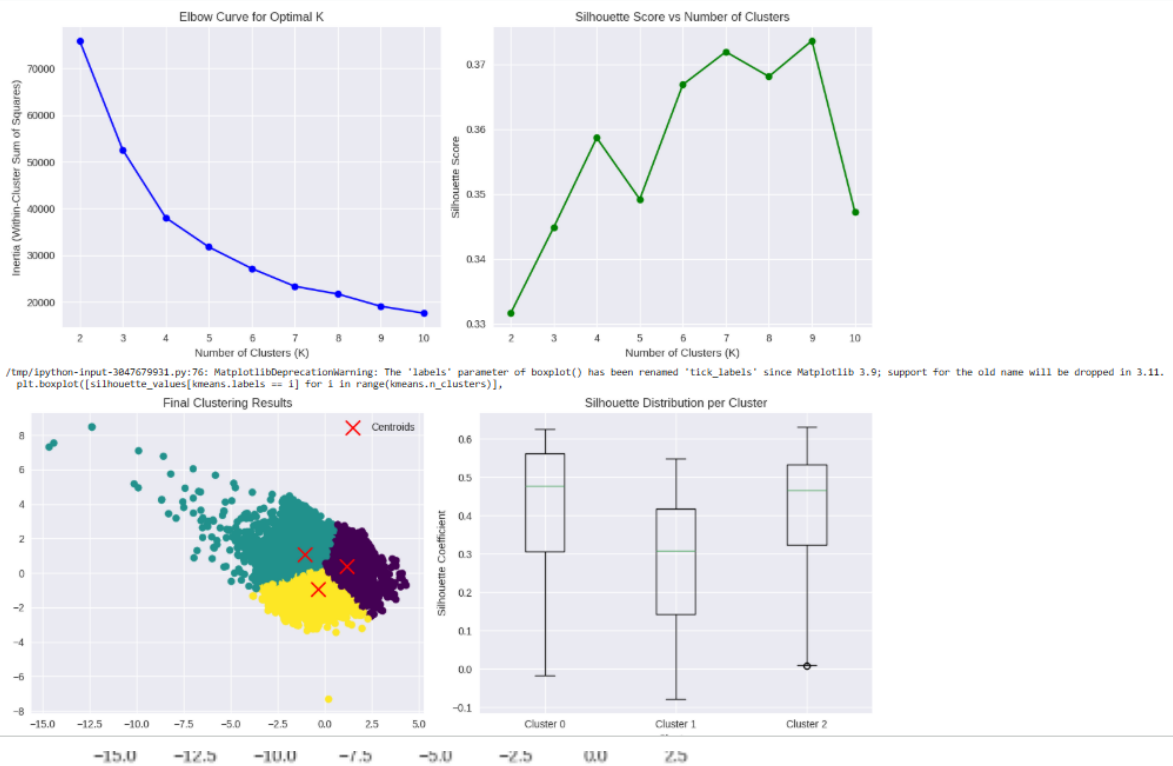 Elbow Curve for Optimal K
Inertia (Within-Cluster Sum of Squares)
70000
60000
50000
40000
30000
20000
2 3 4 5 6 7 8 9 10
Number of Clusters (K)
Silhouette Score vs Number of Clusters
Silhouette Score
0.37
0.36
0.35
0.34
0.33
2 3 4 5 6 7 8 9 10
Number of Clusters (K)
/tmp/ipython-input-3047679931.py:76: MatplotlibDeprecationWarning: The 'labels' parameter of boxplot() has been renamed 'tick_labels' since Matplotlib 3.9; support for the old name will be dropped in 3.11.
plt.boxplot([silhouette_values[kmeans.labels == i] for i in range(kmeans.n_clusters)],
Final Clustering Results
Centroids
8
6
4
2
0
−2
−4
−6
−8
−15.0 −12.5 −10.0 −7.5 −5.0 −2.5 0.0 2.5 5.0
Silhouette Distribution per Cluster
Silhouette Coefficient
0.6
0.5
0.4
0.3
0.2
0.1
0.0
−0.1
Cluster 0 Cluster 1 Cluster 2
−15.0 −12.5 −10.0 −7.5 −5.0 −2.5 0.0 2.5